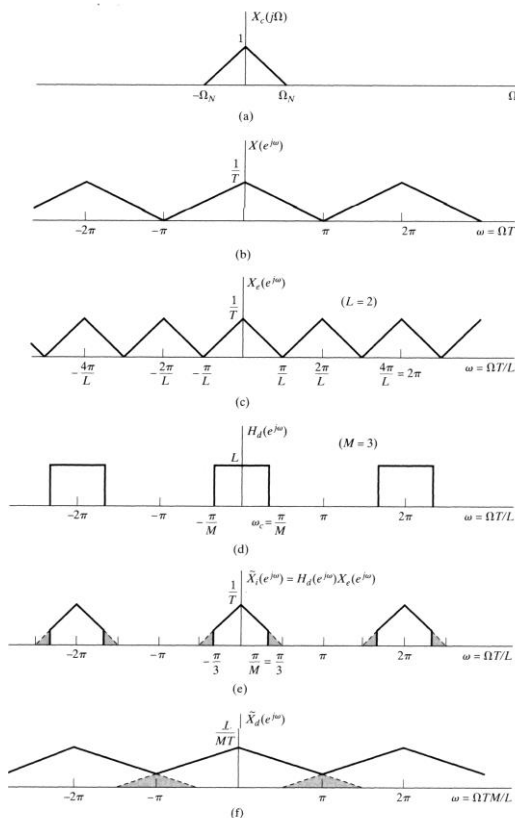 X_c(jΩ)
1
−Ω_N Ω_N Ω
(a)
X(e^{jω})
1/T
−2π −π π 2π ω = ΩT
(b)
X_e(e^{jω})
1/T (L = 2)
−4π/L −2π/L −π/L π/L 2π/L 4π/L = 2π ω = ΩT/L
(c)
H_d(e^{jω})
L (M = 3)
−2π −π −π/M ω_c = π/M π 2π ω = ΩT/L
(d)
X̃_i(e^{jω}) = H_d(e^{jω})X_e(e^{jω})
1/T
−2π −π −π/3 π/M = π/3 π 2π ω = ΩT/L
(e)
X̃_d(e^{jω})
L/MT
−2π −π π 2π ω = ΩTM/L
(f)